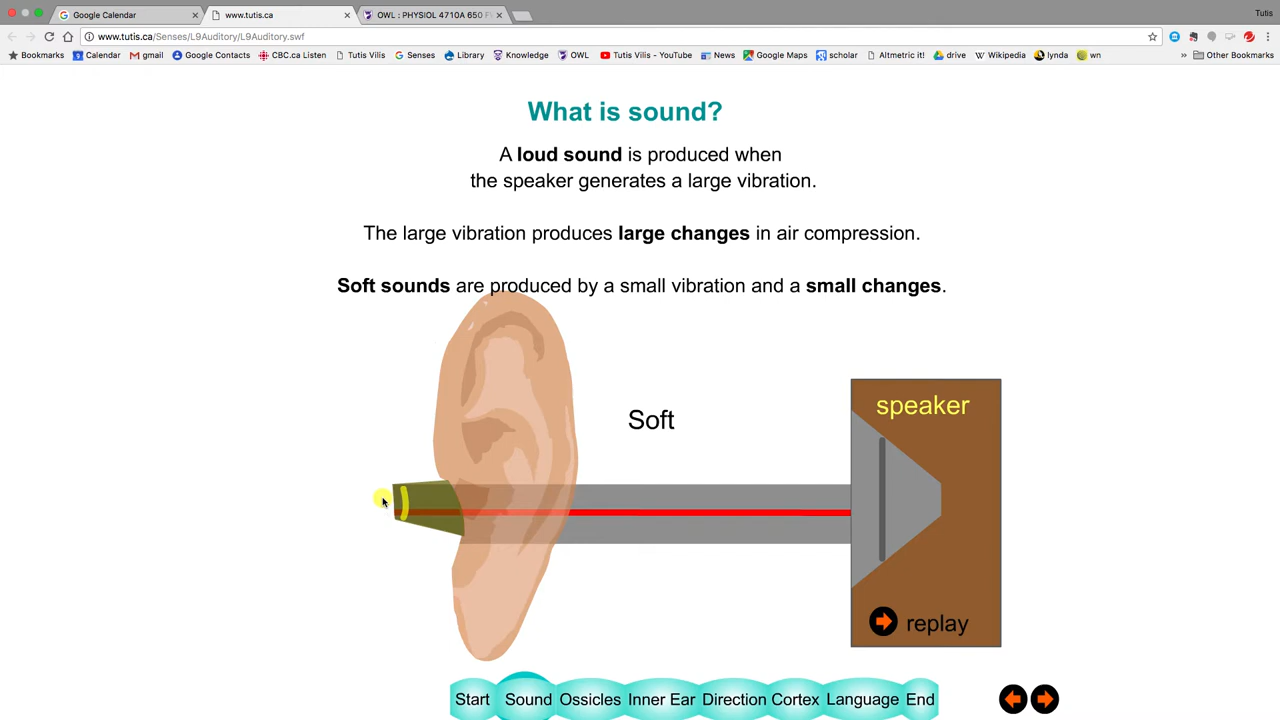 Google Calendar
www.tutis.ca
OWL : PHYSIOL 4710A 650 F
Tutis
www.tutis.ca/Senses/L9Auditory/L9Auditory.swf
Bookmarks Calendar gmail Google Contacts CBC.ca Listen Tutis Vilis Senses Library Knowledge OWL Tutis Vilis - YouTube News Google Maps scholar Altmetric it! drive Wikipedia lynda wn » Other Bookmarks
What is sound?
A loud sound is produced when
the speaker generates a large vibration.
The large vibration produces large changes in air compression.
Soft sounds are produced by a small vibration and a small changes.
Soft
speaker
replay
Start Sound Ossicles Inner Ear Direction Cortex Language End